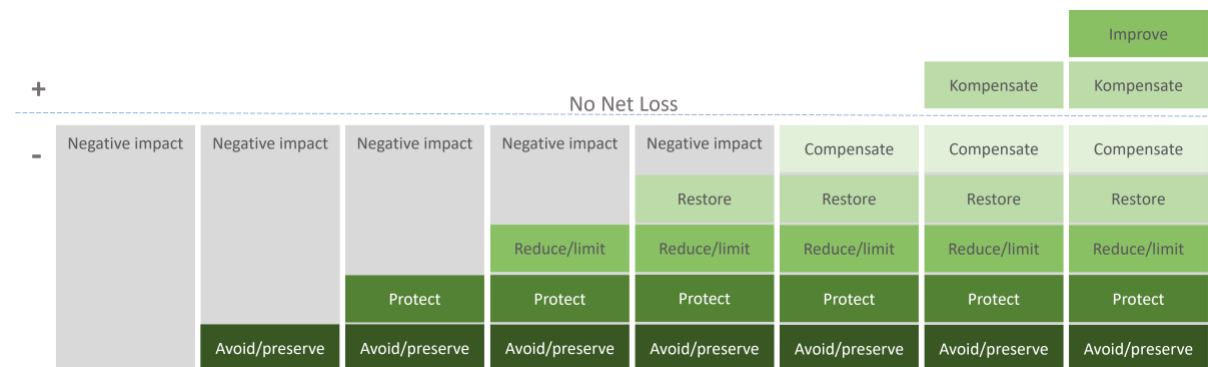 Improve
+ Kompensate Kompensate
No Net Loss
- Negative impact Negative impact Negative impact Negative impact Negative impact Compensate Compensate Compensate
Restore Restore Restore Restore
Reduce/limit Reduce/limit Reduce/limit Reduce/limit Reduce/limit
Protect Protect Protect Protect Protect Protect
Avoid/preserve Avoid/preserve Avoid/preserve Avoid/preserve Avoid/preserve Avoid/preserve Avoid/preserve